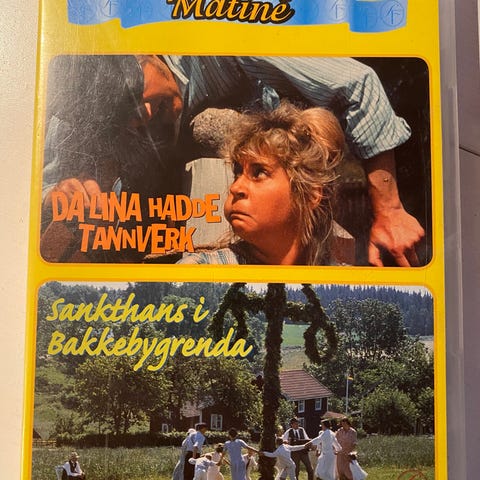 Matiné
DA LINA HADDE
TANNVERK
Sankthans i
Bakkebygrenda